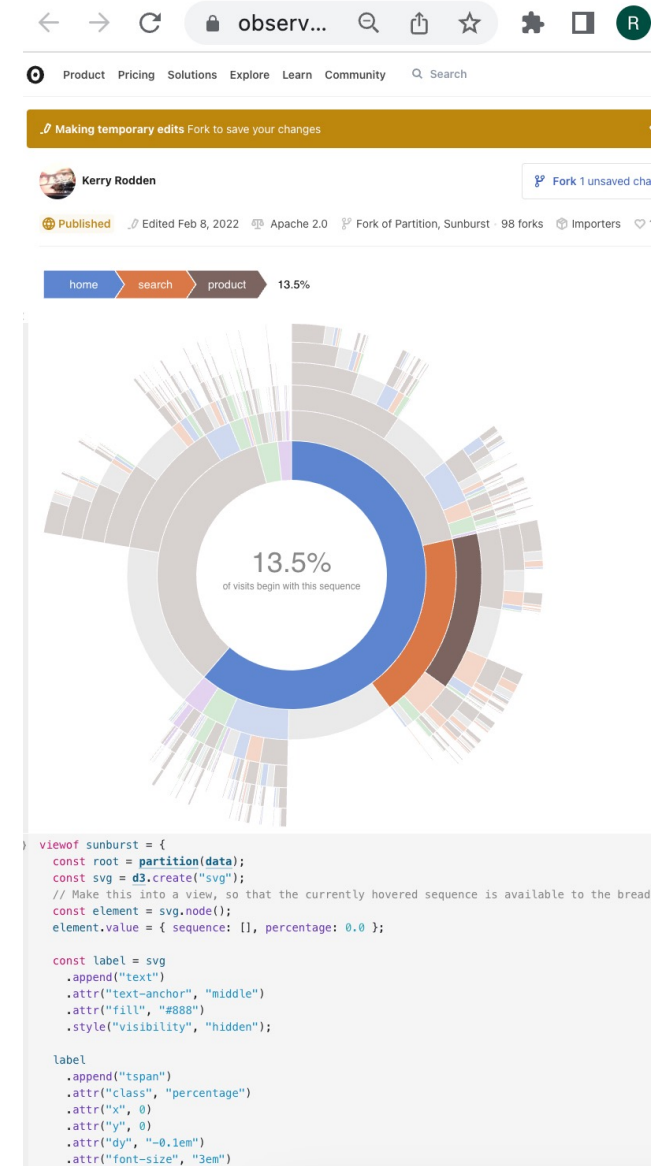 observ...
R
Product Pricing Solutions Explore Learn Community Search
Making temporary edits Fork to save your changes
Kerry Rodden
Fork 1 unsaved cha
Published Edited Feb 8, 2022 Apache 2.0 Fork of Partition, Sunburst · 98 forks Importers
home search product 13.5%
13.5%
of visits begin with this sequence
viewof sunburst = {
const root = partition(data);
const svg = d3.create("svg");
// Make this into a view, so that the currently hovered sequence is available to the bread
const element = svg.node();
element.value = { sequence: [], percentage: 0.0 };
const label = svg
.append("text")
.attr("text-anchor", "middle")
.attr("fill", "#888")
.style("visibility", "hidden");
label
.append("tspan")
.attr("class", "percentage")
.attr("x", 0)
.attr("y", 0)
.attr("dy", "-0.1em")
.attr("font-size", "3em")